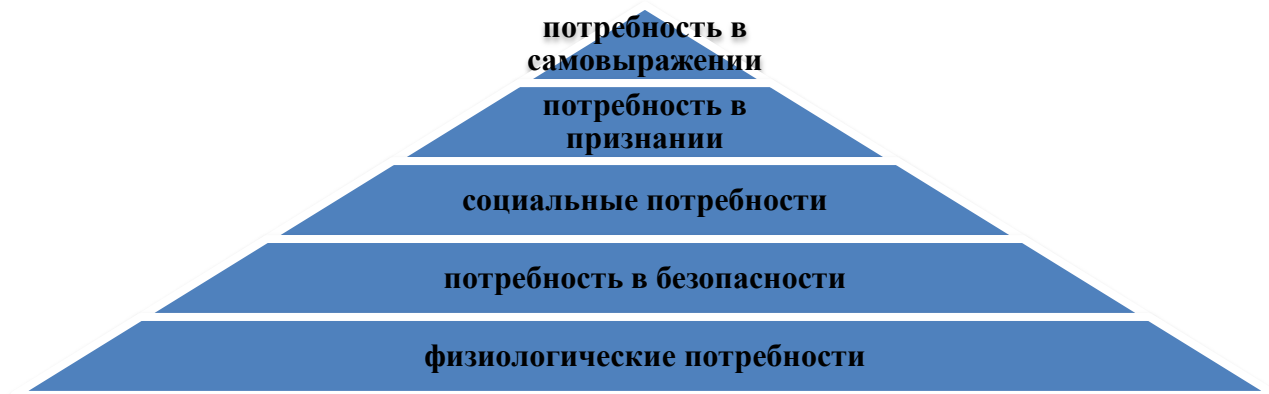 потребность в
самовыражении
потребность в
признании
социальные потребности
потребность в безопасности
физиологические потребности